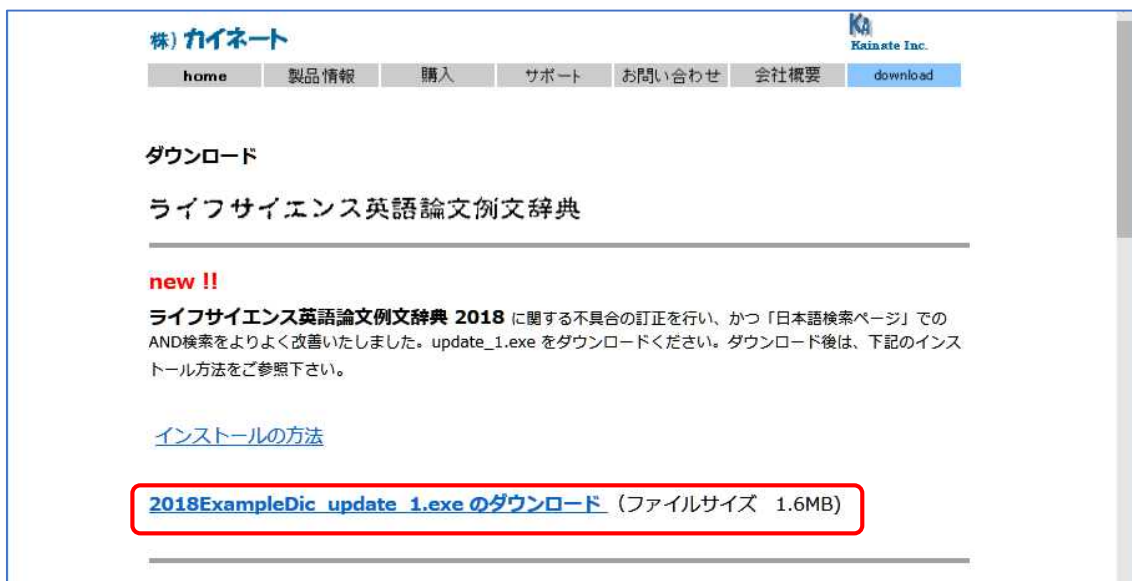 株) カイネート
KA
Kainate Inc.
home 製品情報 購入 サポート お問い合わせ 会社概要 download
ダウンロード
ライフサイエンス英語論文例文辞典
new !!
ライフサイエンス英語論文例文辞典 2018 に関する不具合の訂正を行い、かつ「日本語検索ページ」での
AND検索をよりよく改善いたしました。update_1.exe をダウンロードください。ダウンロード後は、下記のインス
トール方法をご参照下さい。
インストールの方法
2018ExampleDic_update_1.exe のダウンロード (ファイルサイズ 1.6MB)